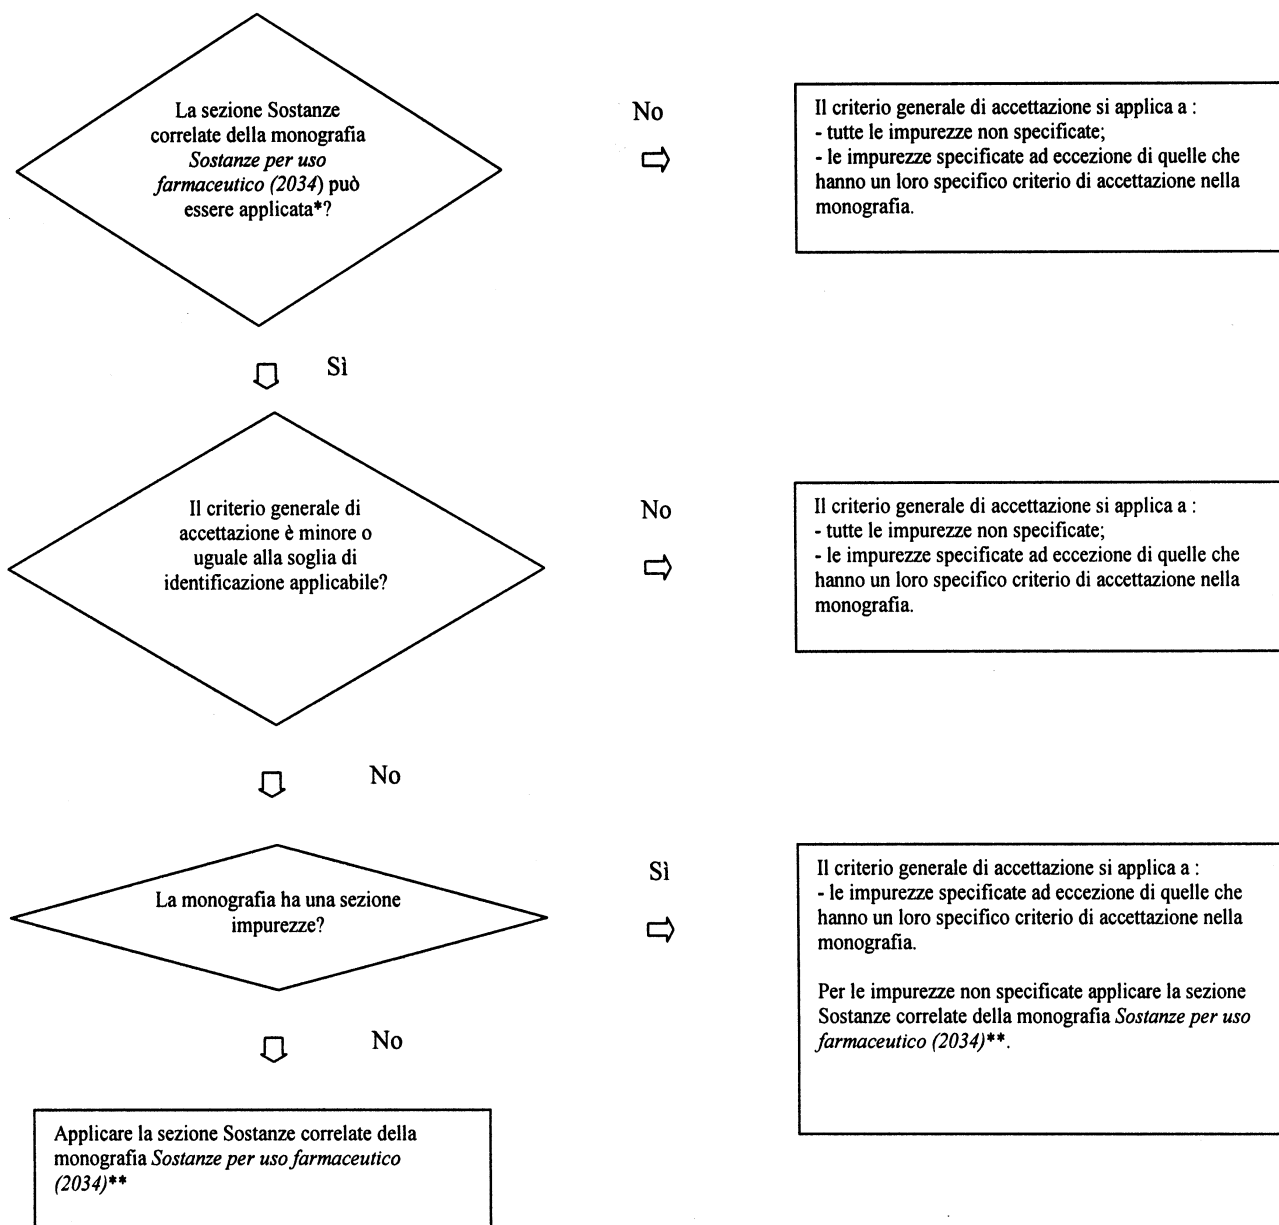 La sezione Sostanze
correlate della monografia
Sostanze per uso
farmaceutico (2034) può
essere applicata*?
No
Il criterio generale di accettazione si applica a :
- tutte le impurezze non specificate;
- le impurezze specificate ad eccezione di quelle che
hanno un loro specifico criterio di accettazione nella
monografia.
Sì
Il criterio generale di
accettazione è minore o
uguale alla soglia di
identificazione applicabile?
No
Il criterio generale di accettazione si applica a :
- tutte le impurezze non specificate;
- le impurezze specificate ad eccezione di quelle che
hanno un loro specifico criterio di accettazione nella
monografia.
No
La monografia ha una sezione
impurezze?
Sì
Il criterio generale di accettazione si applica a :
- le impurezze specificate ad eccezione di quelle che
hanno un loro specifico criterio di accettazione nella
monografia.
Per le impurezze non specificate applicare la sezione
Sostanze correlate della monografia Sostanze per uso
farmaceutico (2034)**.
No
Applicare la sezione Sostanze correlate della
monografia Sostanze per uso farmaceutico
(2034)**